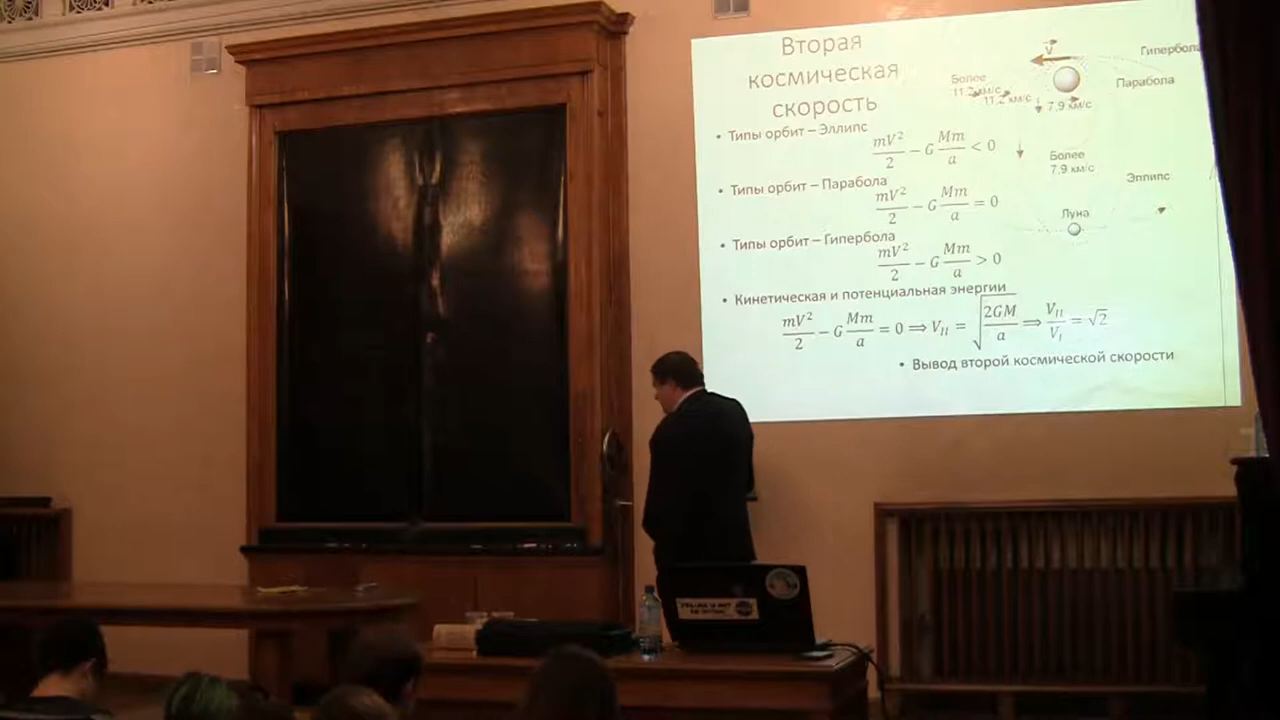 Вторая
космическая
скорость
• Типы орбит – Эллипс
mV²/2 − G Mm/a < 0
• Типы орбит – Парабола
mV²/2 − G Mm/a = 0
• Типы орбит – Гипербола
mV²/2 − G Mm/a > 0
• Кинетическая и потенциальная энергии
mV²/2 − G Mm/a = 0 ⟹ V_II = √(2GM/a) ⟹ V_II/V_I = √2
• Вывод второй космической скорости
V
Гипербола
Парабола
Более
11,2 км/с
11,2 км/с
7,9 км/с
Более
7,9 км/с
Эллипс
Луна